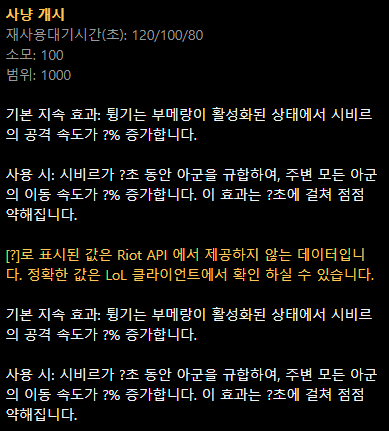 사냥 개시
재사용대기시간(초): 120/100/80
소모: 100
범위: 1000
기본 지속 효과: 튕기는 부메랑이 활성화된 상태에서 시비르
의 공격 속도가 ?% 증가합니다.
사용 시: 시비르가 ?초 동안 아군을 규합하여, 주변 모든 아군
의 이동 속도가 ?% 증가합니다. 이 효과는 ?초에 걸쳐 점점
약해집니다.
[?]로 표시된 값은 Riot API 에서 제공하지 않는 데이터입니
다. 정확한 값은 LoL 클라이언트에서 확인 하실 수 있습니다.
기본 지속 효과: 튕기는 부메랑이 활성화된 상태에서 시비르
의 공격 속도가 ?% 증가합니다.
사용 시: 시비르가 ?초 동안 아군을 규합하여, 주변 모든 아군
의 이동 속도가 ?% 증가합니다. 이 효과는 ?초에 걸쳐 점점
약해집니다.